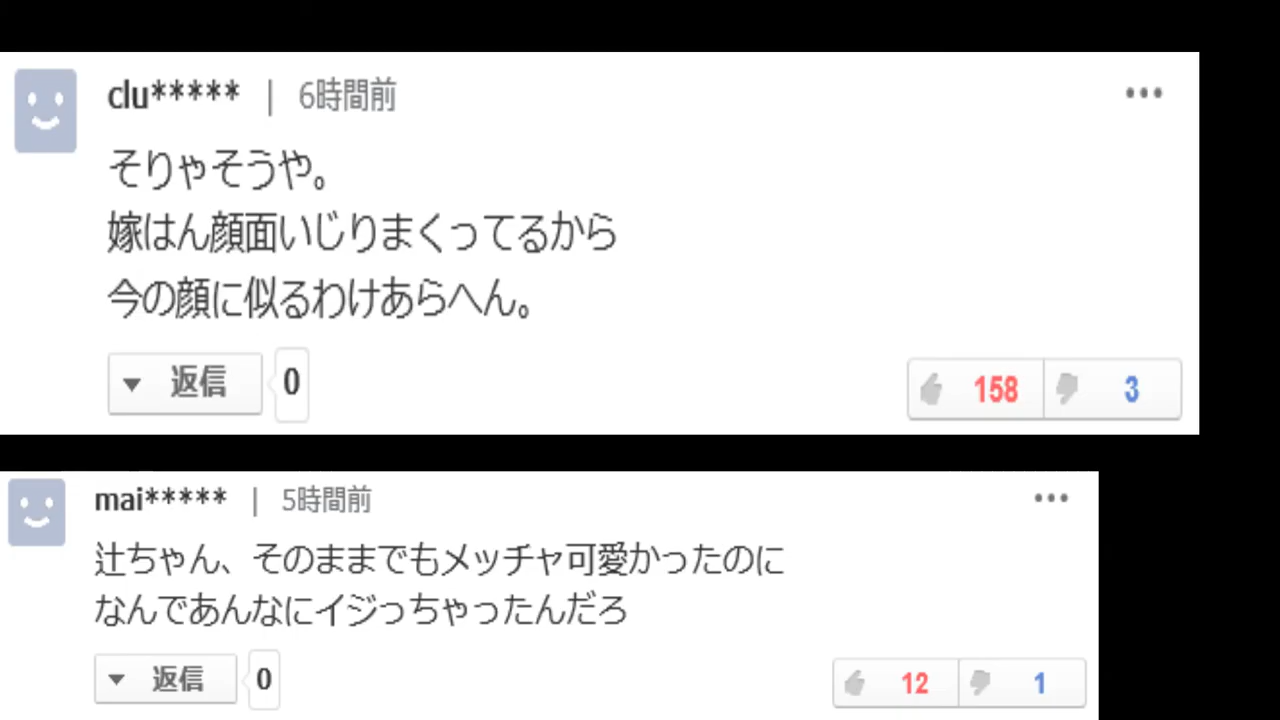 clu***** | 6時間前
そりゃそうや。
嫁はん顔面いじりまくってるから
今の顔に似るわけあらへん。
返信 0 158 3
mai***** | 5時間前
辻ちゃん、そのままでもメッチャ可愛かったのに
なんであんなにイジっちゃったんだろ
返信 0 12 1